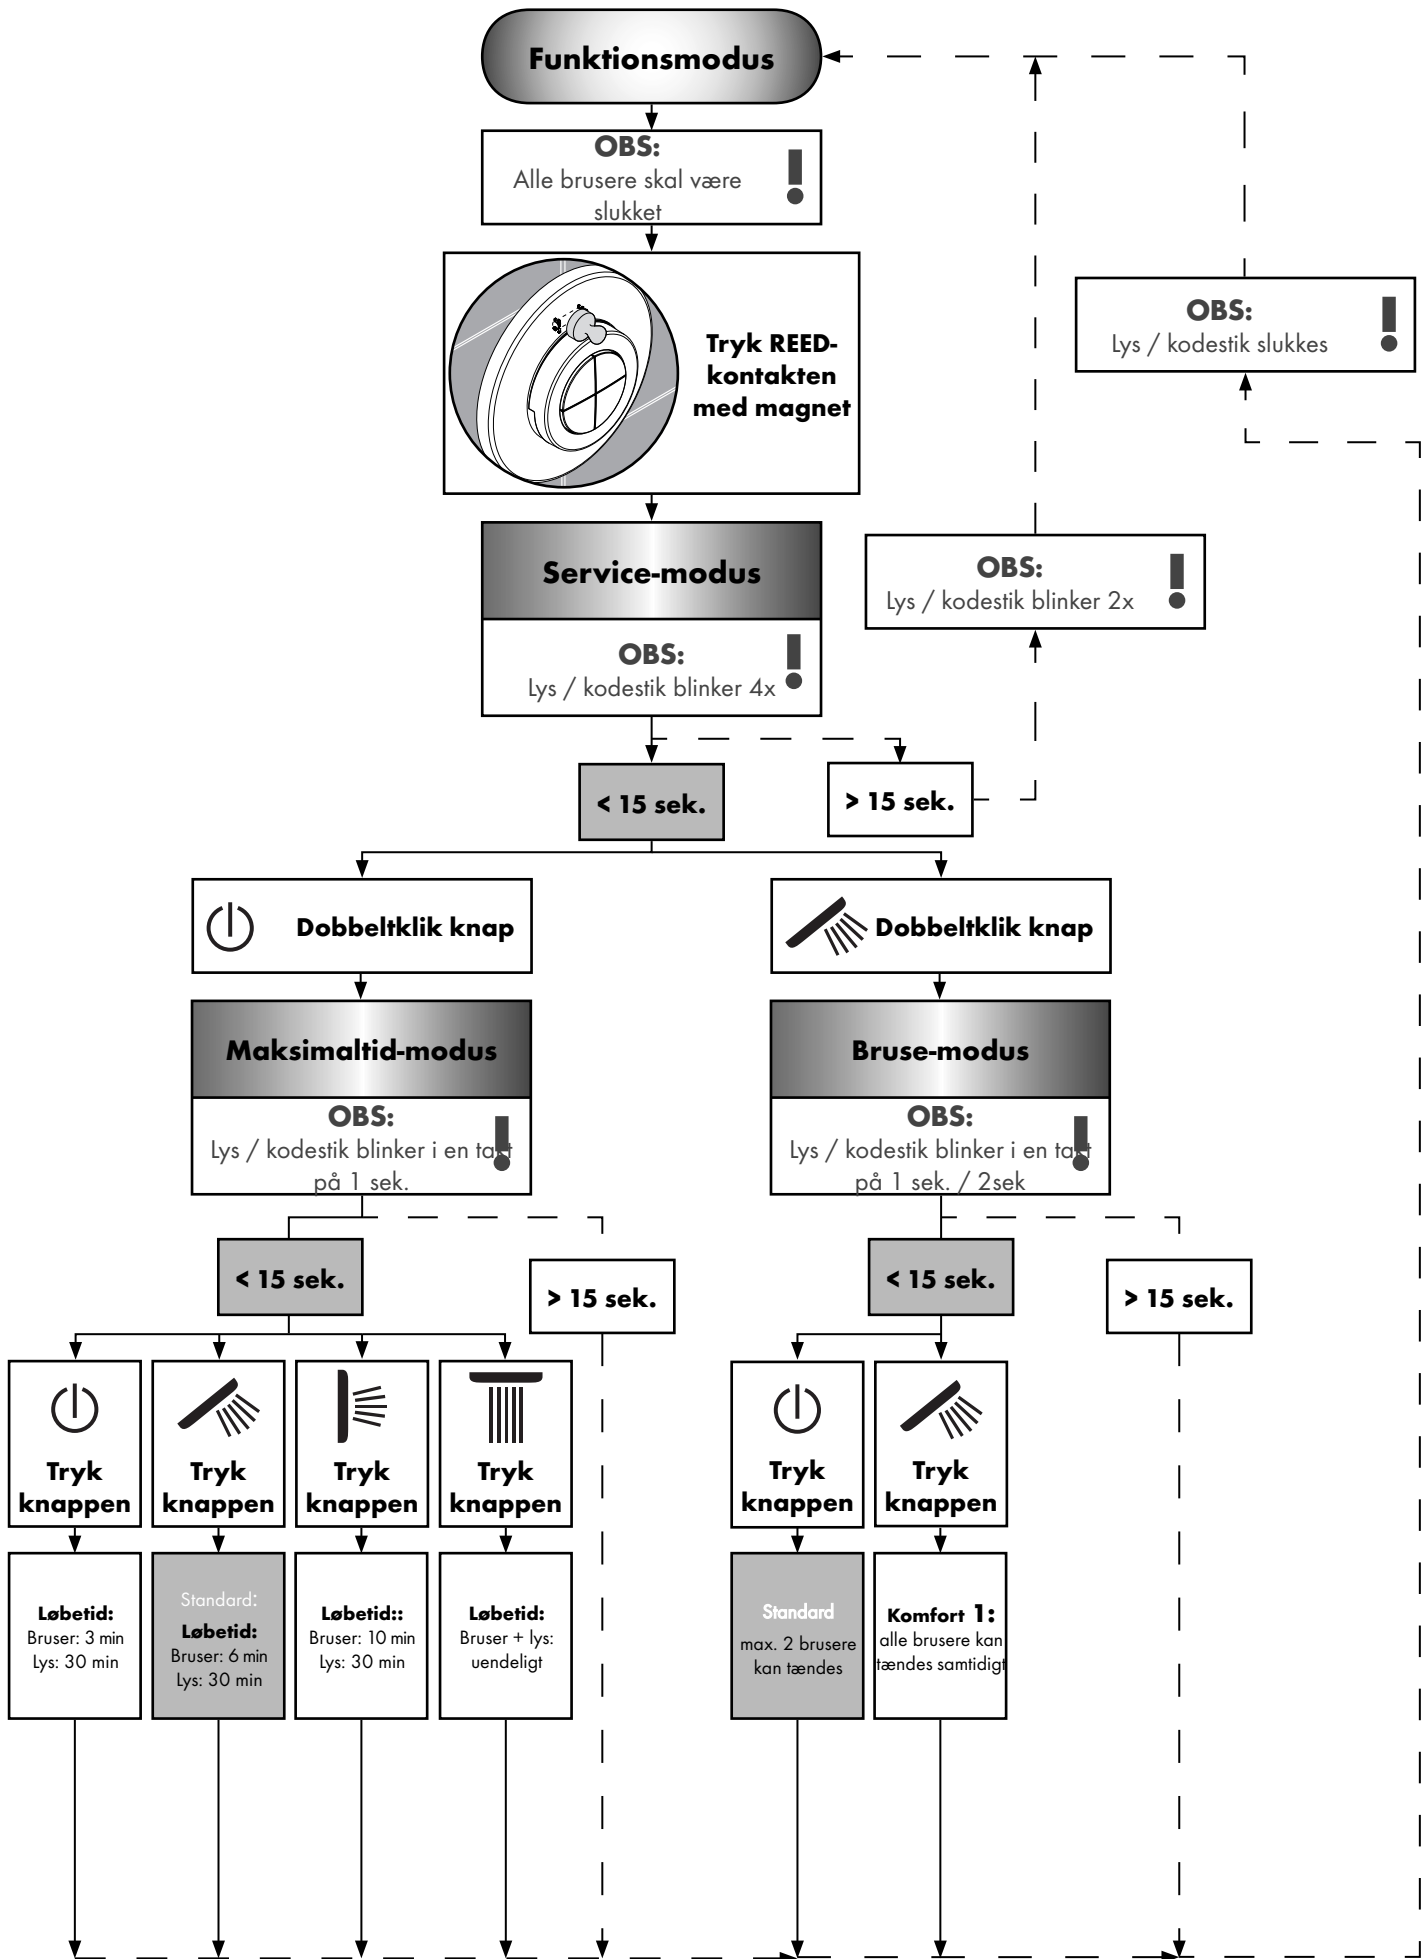 Funktionsmodus
OBS:
Alle brusere skal være
slukket
Tryk REED-
kontakten
med magnet
OBS:
Lys / kodestik slukkes
Service-modus
OBS:
Lys / kodestik blinker 4x
OBS:
Lys / kodestik blinker 2x
< 15 sek.
> 15 sek.
Dobbeltklik knap
Dobbeltklik knap
Maksimaltid-modus
OBS:
Lys / kodestik blinker i en takt
på 1 sek.
Bruse-modus
OBS:
Lys / kodestik blinker i en takt
på 1 sek. / 2sek
< 15 sek.
> 15 sek.
< 15 sek.
> 15 sek.
Tryk
knappen
Tryk
knappen
Tryk
knappen
Tryk
knappen
Tryk
knappen
Tryk
knappen
Løbetid:
Bruser: 3 min
Lys: 30 min
Standard:
Løbetid:
Bruser: 6 min
Lys: 30 min
Løbetid::
Bruser: 10 min
Lys: 30 min
Løbetid:
Bruser + lys:
uendeligt
Standard
max. 2 brusere
kan tændes
Komfort 1:
alle brusere kan
tændes samtidigt